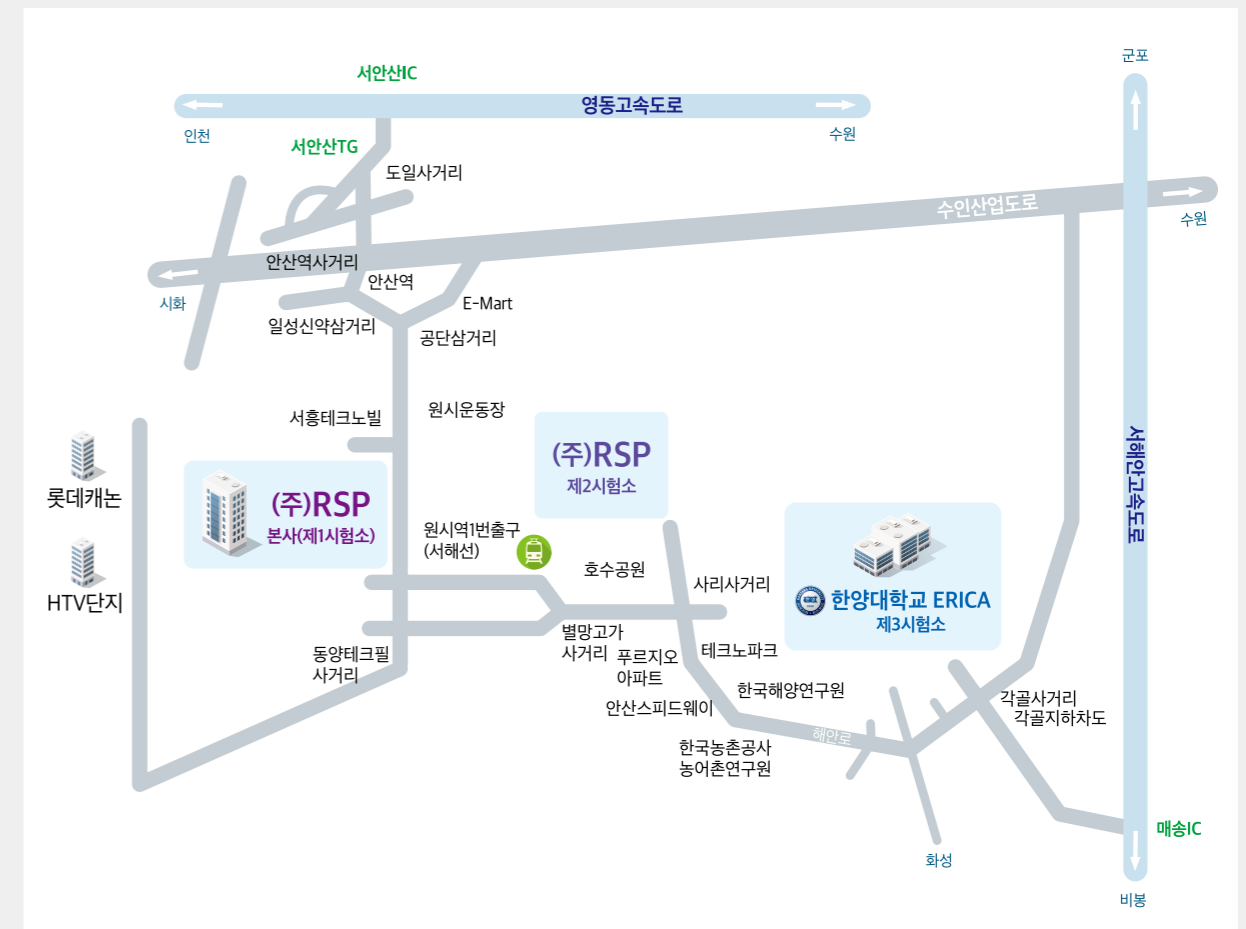 군포
서안산IC
영동고속도로
인천
수원
서안산TG
도일사거리
수인산업도로
수원
안산역사거리
안산역
시화
E-Mart
일성신약삼거리
공단삼거리
서흥테크노빌
원시운동장
서해안고속도로
(주)RSP
제2시험소
롯데캐논
(주)RSP
본사(제1시험소)
원시역1번출구
(서해선)
호수공원
사리사거리
HTV단지
한양대학교 ERICA
제3시험소
별망고가
사거리
동양테크필
사거리
푸르지오
아파트
테크노파크
한국해양연구원
각골사거리
각골지하차도
안산스피드웨이
해안로
한국농촌공사
농어촌연구원
매송IC
화성
비봉